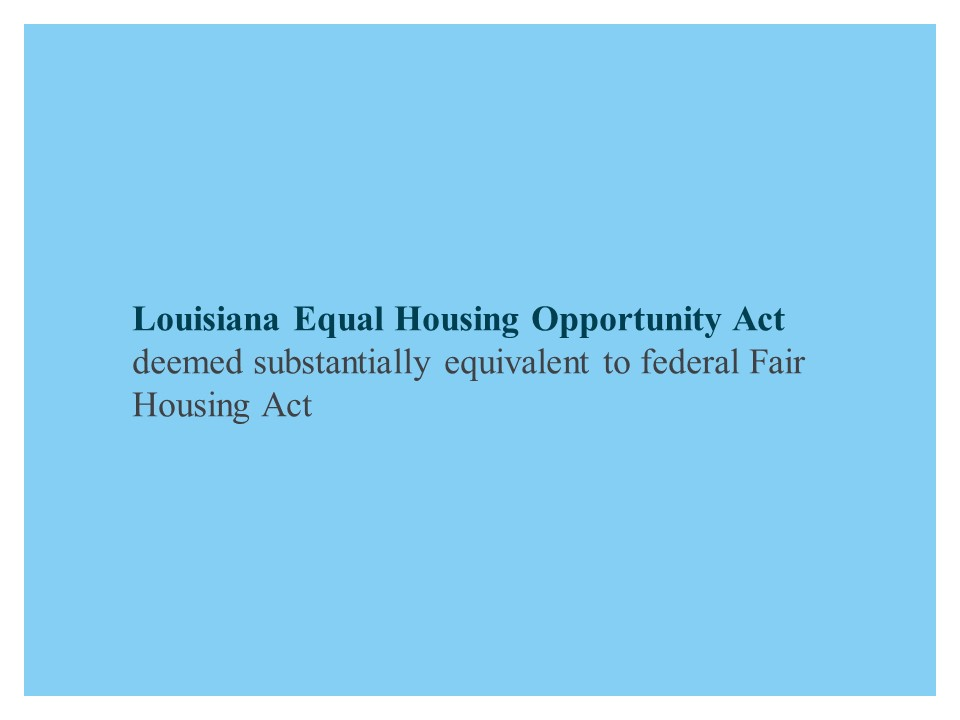 Louisiana Equal Housing Opportunity Act
deemed substantially equivalent to federal Fair
Housing Act